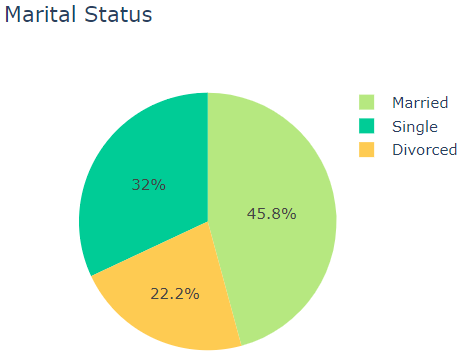 Marital Status
Married
Single
Divorced
32%
45.8%
22.2%